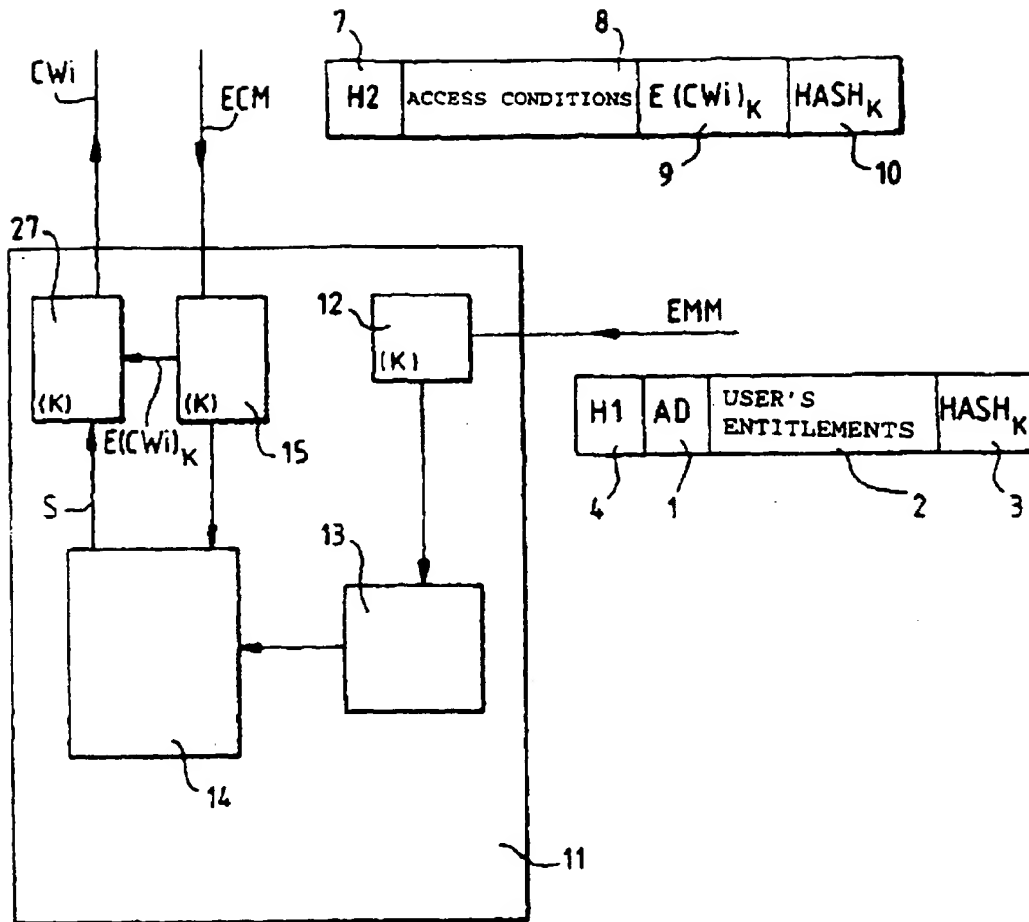 7
8
CWi
ECM
H2 ACCESS CONDITIONS E(CWi)K HASHK
9
10
27
12
EMM
(K)
(K)
(K)
E(CWi)K
15
H1 AD USER'S ENTITLEMENTS HASHK
4
1
2
3
S
13
14
11